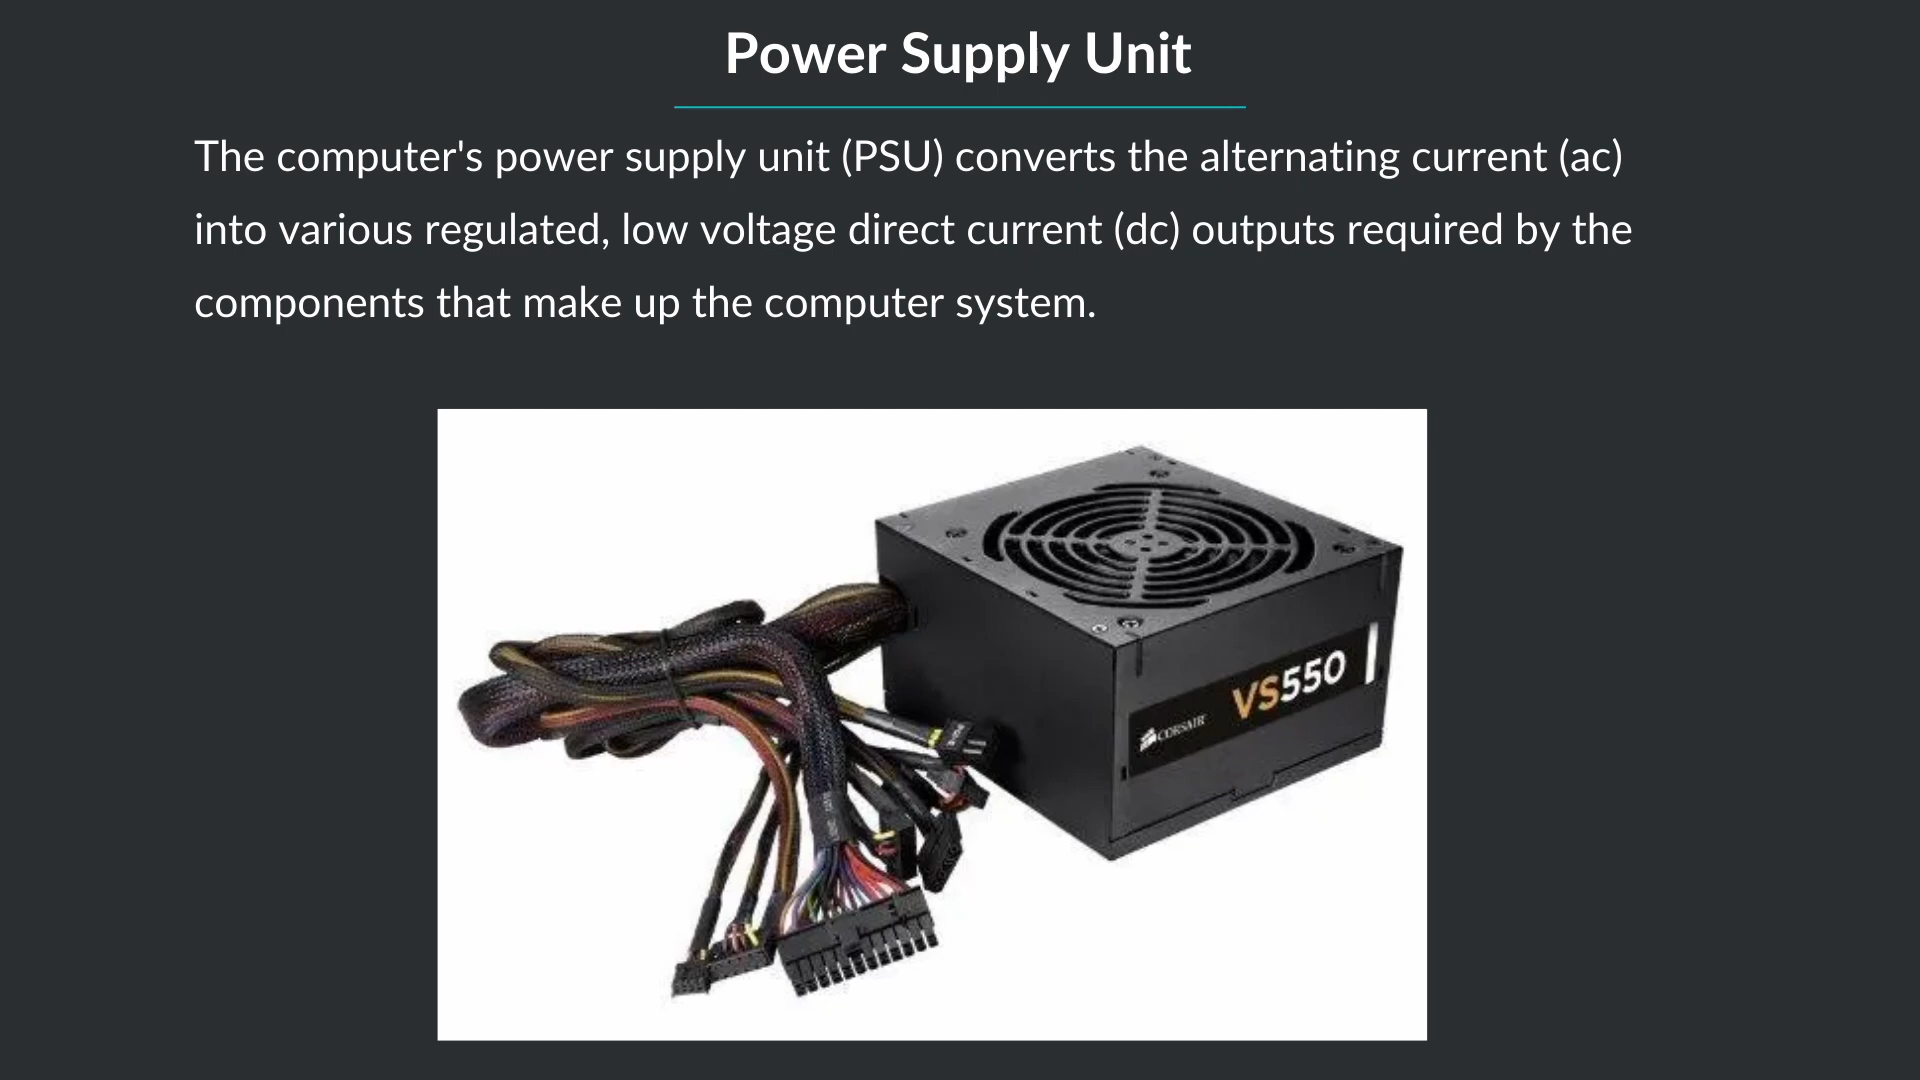 Power Supply Unit
The computer's power supply unit (PSU) converts the alternating current (ac)
into various regulated, low voltage direct current (dc) outputs required by the
components that make up the computer system.
VS550
CORSAIR